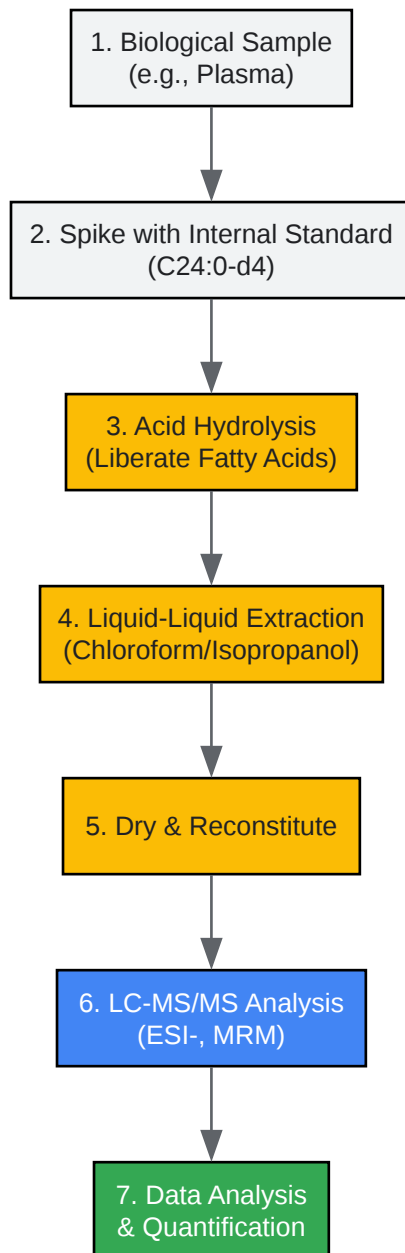 1. Biological Sample
(e.g., Plasma)
2. Spike with Internal Standard
(C24:0-d4)
3. Acid Hydrolysis
(Liberate Fatty Acids)
4. Liquid-Liquid Extraction
(Chloroform/Isopropanol)
5. Dry & Reconstitute
6. LC-MS/MS Analysis
(ESI-, MRM)
7. Data Analysis
& Quantification